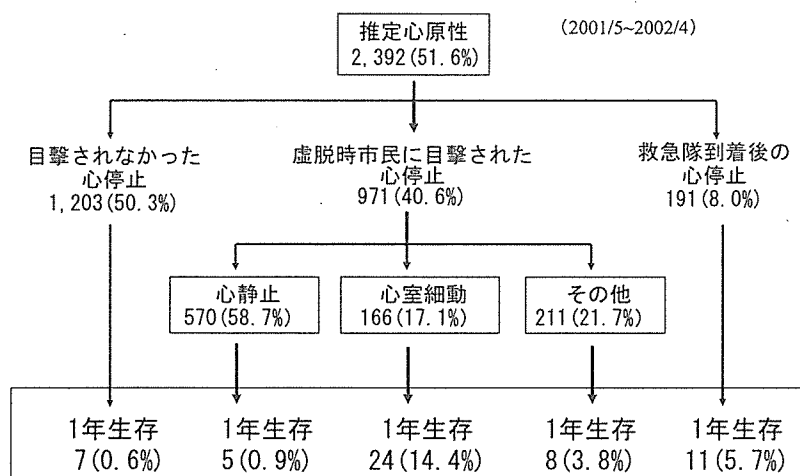 推定心原性
2,392(51.6%)
(2001/5~2002/4)
目撃されなかった
心停止
1,203(50.3%)
虚脱時市民に目撃された
心停止
971(40.6%)
救急隊到着後の
心停止
191(8.0%)
心静止
570(58.7%)
心室細動
166(17.1%)
その他
211(21.7%)
1年生存
7(0.6%)
1年生存
5(0.9%)
1年生存
24(14.4%)
1年生存
8(3.8%)
1年生存
11(5.7%)